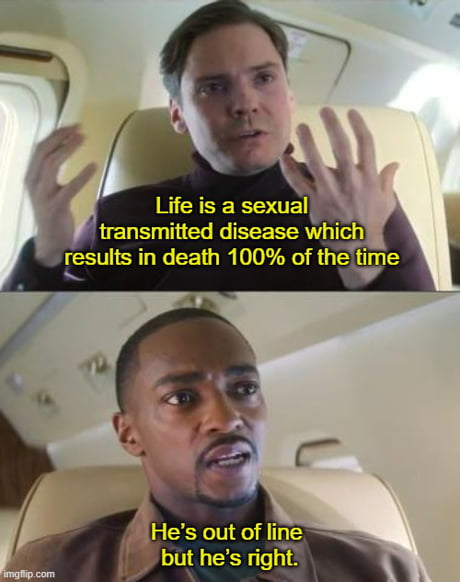 Life is a sexual
transmitted disease which
results in death 100% of the time
He's out of line
but he's right.
imgflip.com